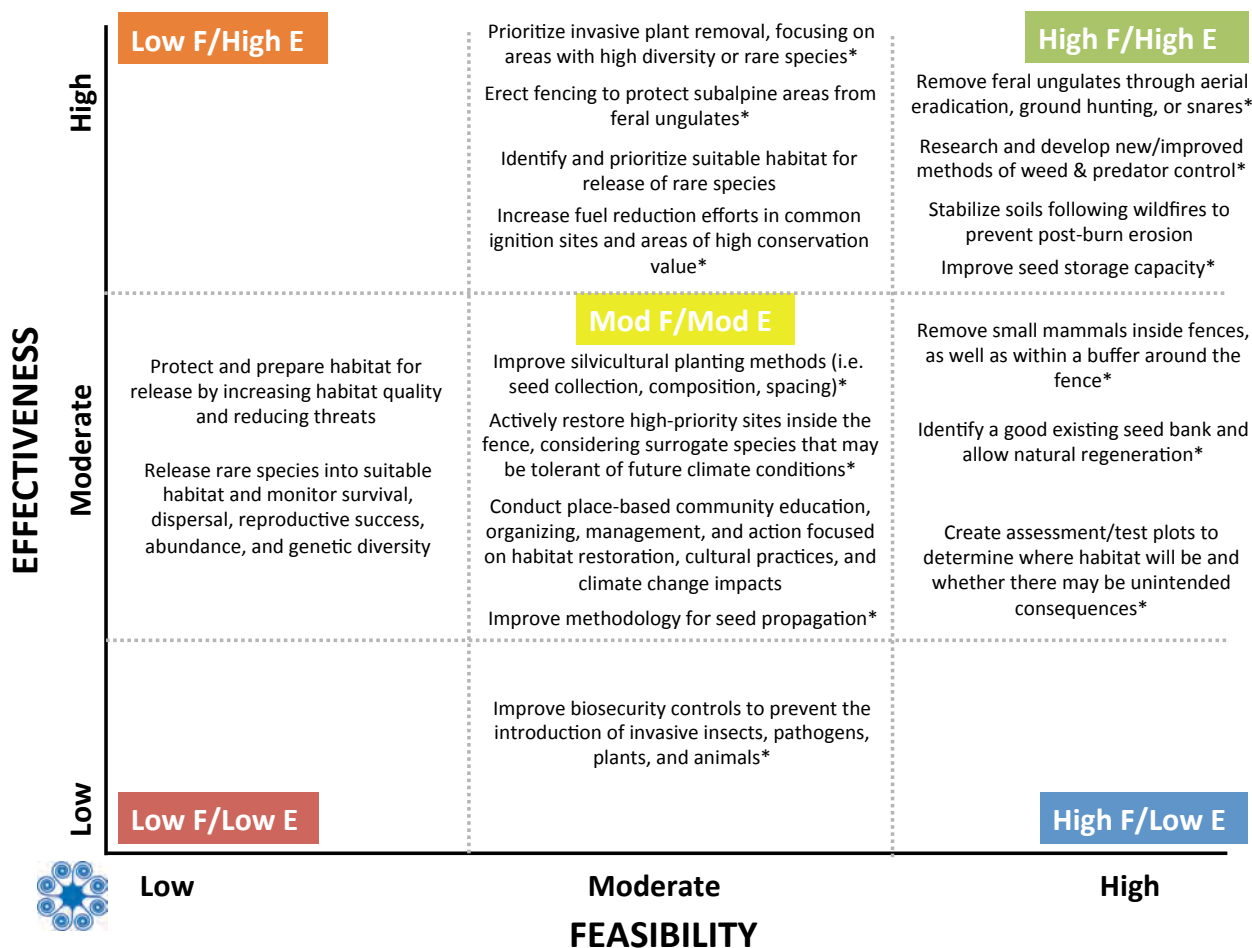 Low F/High E
Prioritize invasive plant removal, focusing on
areas with high diversity or rare species*
Erect fencing to protect subalpine areas from
feral ungulates*
Identify and prioritize suitable habitat for
release of rare species
Increase fuel reduction efforts in common
ignition sites and areas of high conservation
value*
High F/High E
Remove feral ungulates through aerial
eradication, ground hunting, or snares*
Research and develop new/improved
methods of weed & predator control*
Stabilize soils following wildfires to
prevent post-burn erosion
Improve seed storage capacity*
High
EFFECTIVENESS
Moderate
Protect and prepare habitat for
release by increasing habitat quality
and reducing threats
Release rare species into suitable
habitat and monitor survival,
dispersal, reproductive success,
abundance, and genetic diversity
Mod F/Mod E
Improve silvicultural planting methods (i.e.
seed collection, composition, spacing)*
Actively restore high-priority sites inside the
fence, considering surrogate species that may
be tolerant of future climate conditions*
Conduct place-based community education,
organizing, management, and action focused
on habitat restoration, cultural practices, and
climate change impacts
Improve methodology for seed propagation*
Remove small mammals inside fences,
as well as within a buffer around the
fence*
Identify a good existing seed bank and
allow natural regeneration*
Create assessment/test plots to
determine where habitat will be and
whether there may be unintended
consequences*
Low
Low F/Low E
Improve biosecurity controls to prevent the
introduction of invasive insects, pathogens,
plants, and animals*
High F/Low E
Low
Moderate
High
FEASIBILITY